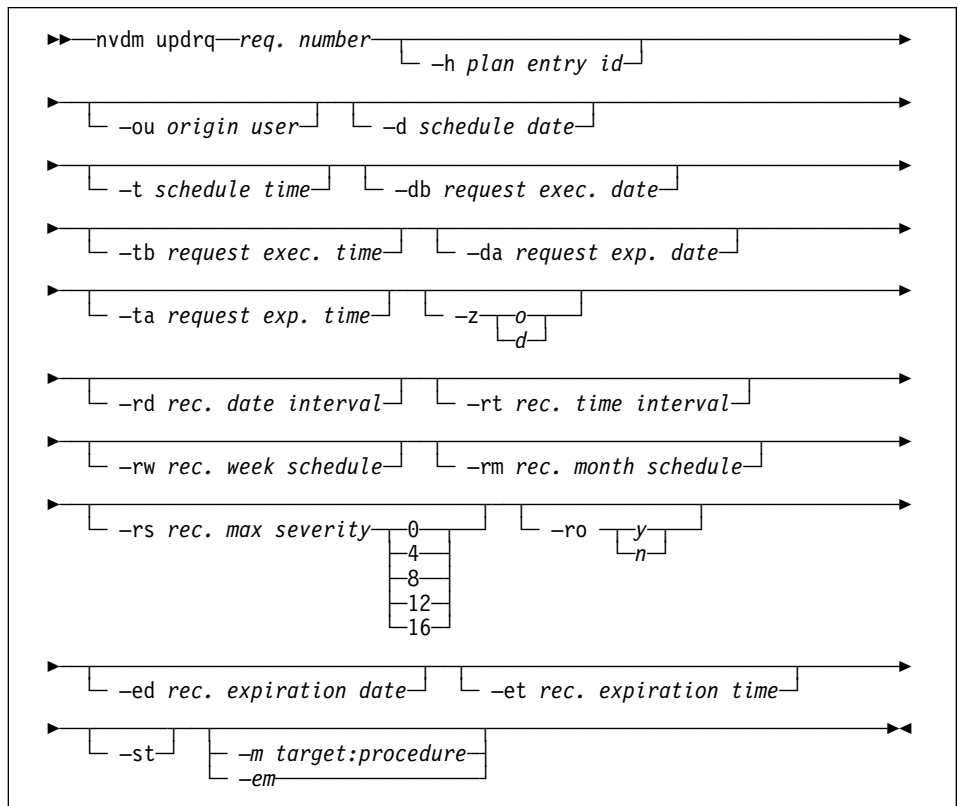 nvdm updrq req. number
–h plan entry id
–ou origin user –d schedule date
–t schedule time –db request exec. date
–tb request exec. time –da request exp. date
–ta request exp. time –z o
d
–rd rec. date interval –rt rec. time interval
–rw rec. week schedule –rm rec. month schedule
–rs rec. max severity 0 –ro y
4 n
8
12
16
–ed rec. expiration date –et rec. expiration time
–st –m target:procedure
–em